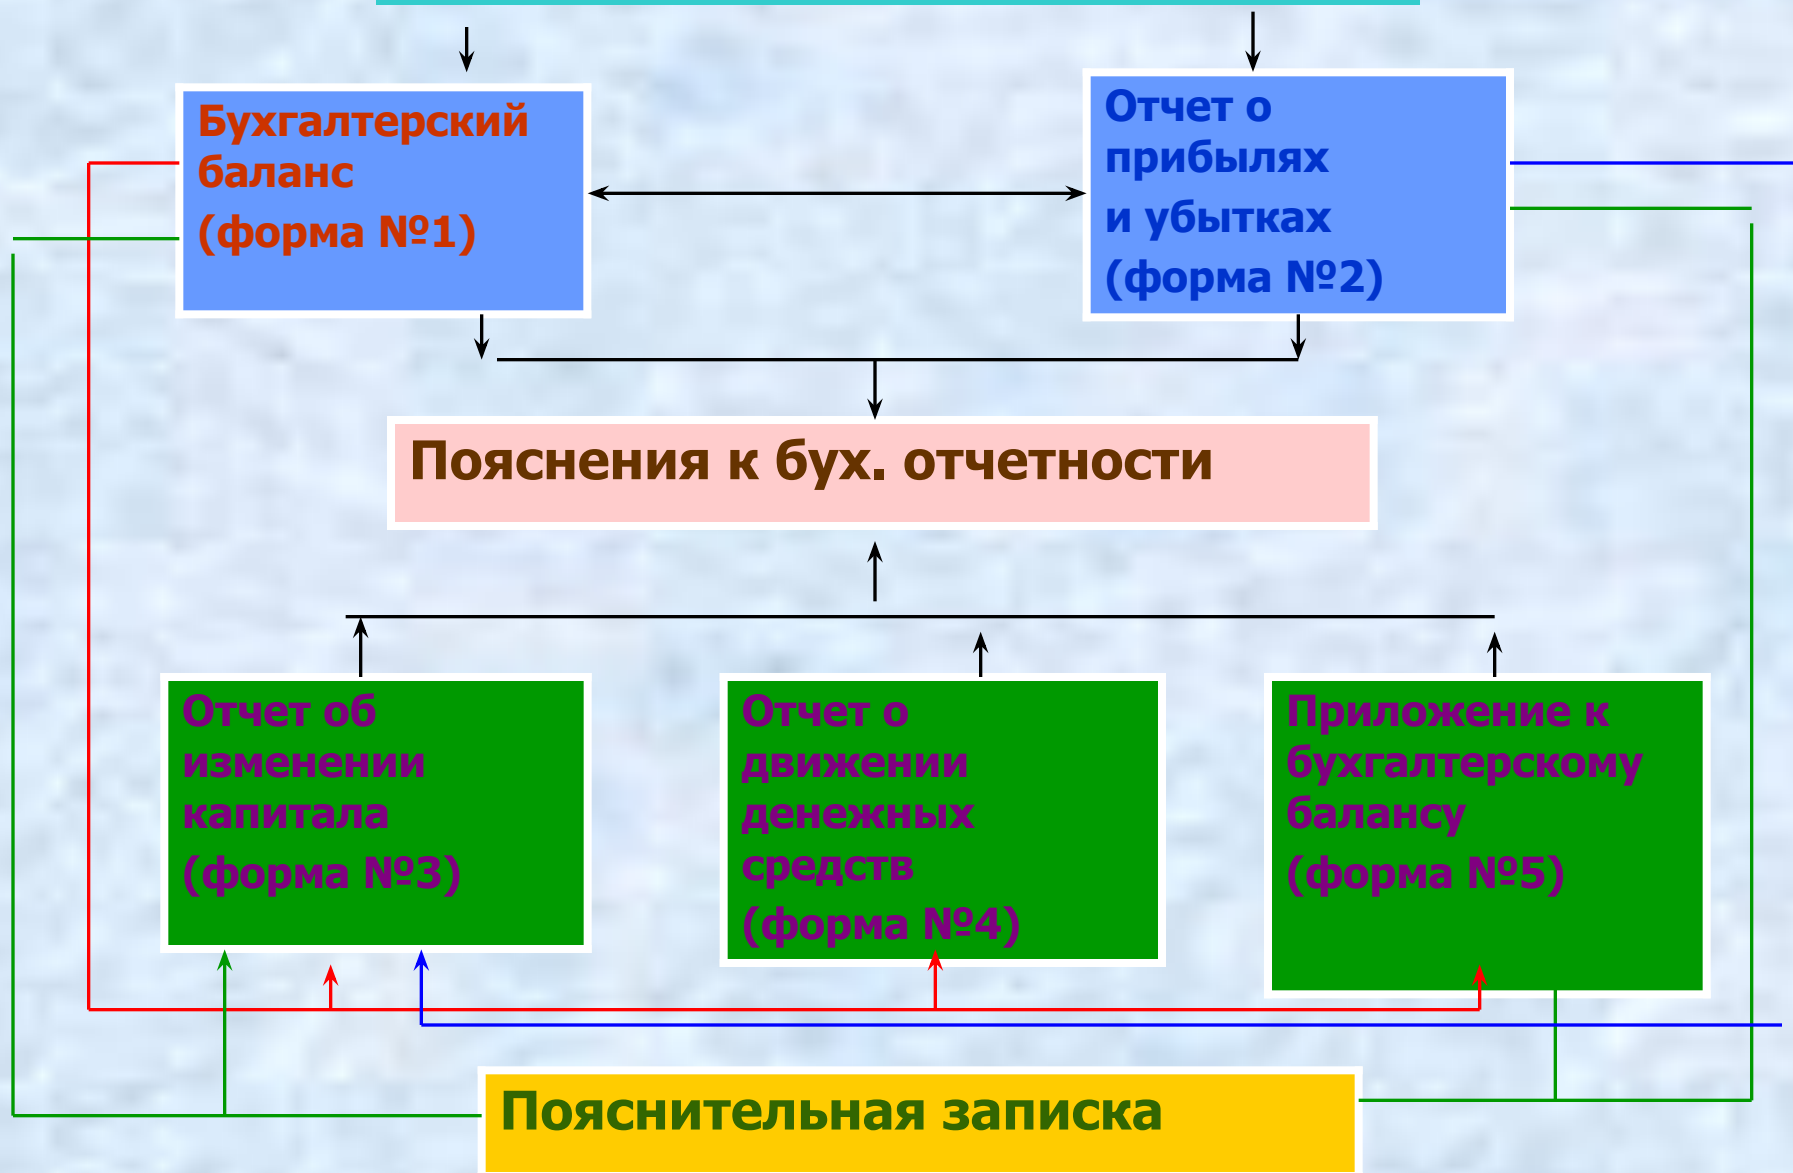 Бухгалтерский
баланс
(форма №1)
Отчет о
прибылях
и убытках
(форма №2)
Пояснения к бух. отчетности
Отчет об
изменении
капитала
(форма №3)
Отчет о
движении
денежных
средств
(форма №4)
Приложение к
бухгалтерскому
балансу
(форма №5)
Пояснительная записка